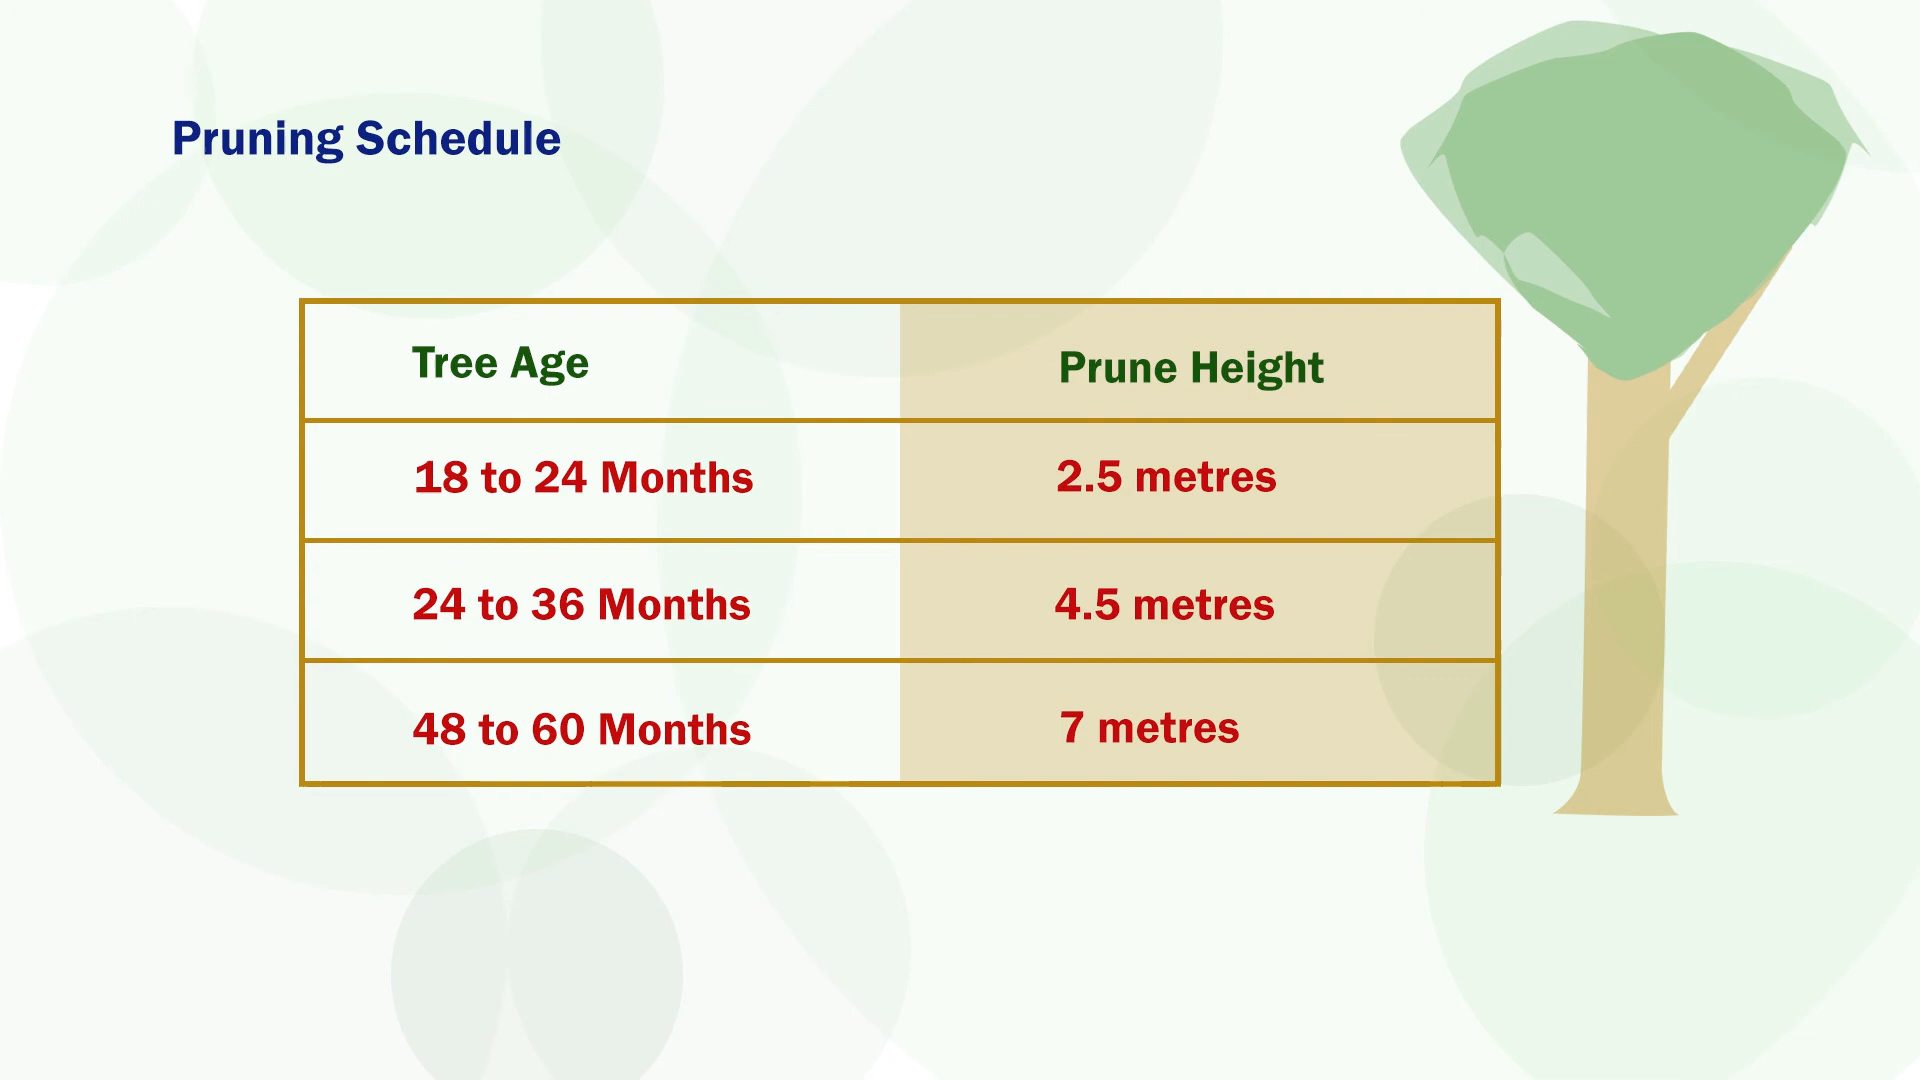 Pruning Schedule
Tree Age
Prune Height
18 to 24 Months
2.5 metres
24 to 36 Months
4.5 metres
48 to 60 Months
7 metres